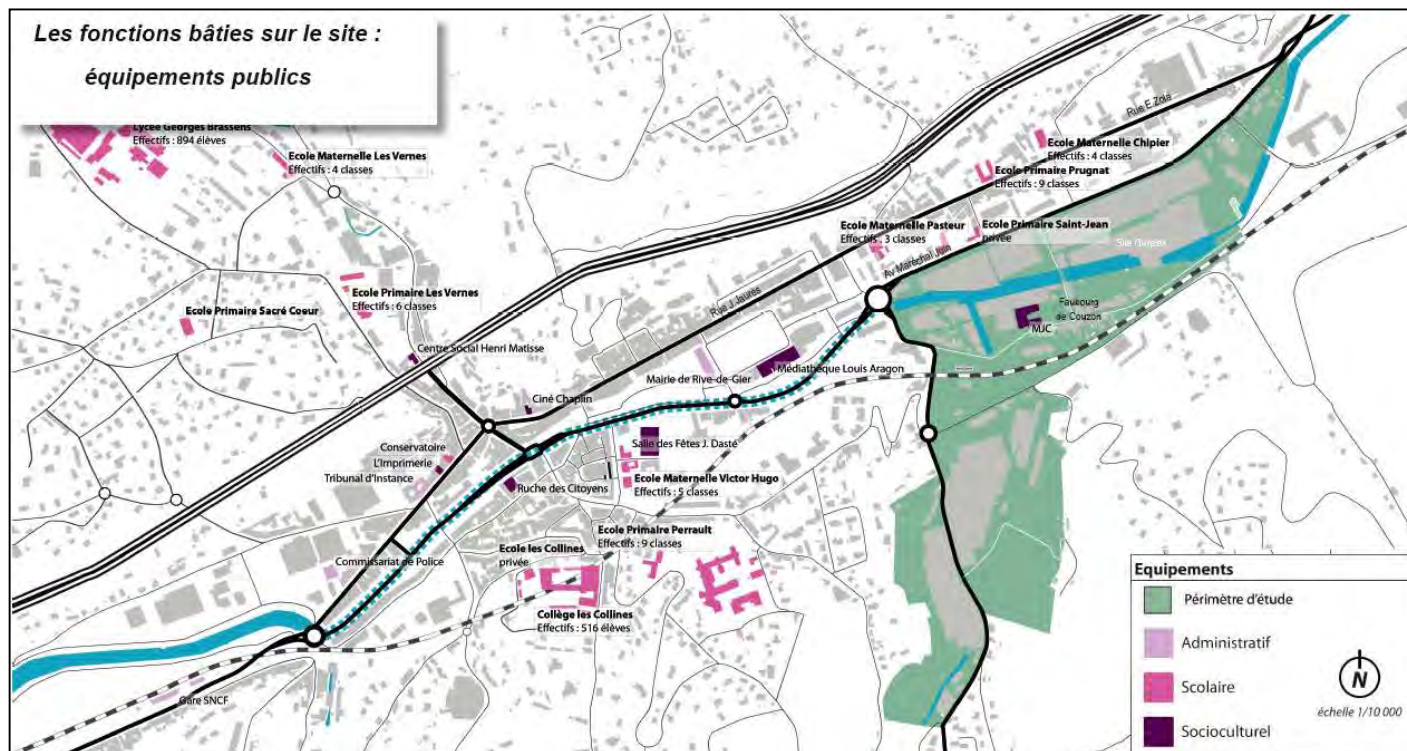 Les fonctions bâties sur le site :
équipements publics
Lycée Georges Brassens
Effectifs : 894 élèves
Ecole Maternelle Les Vernes
Effectifs : 4 classes
Ecole Primaire Les Vernes
Effectifs : 6 classes
Ecole Primaire Sacré Coeur
Centre Social Henri Matisse
Ciné Chaplin
Conservatoire
L'Imprimerie
Tribunal d'Instance
Ruche des Citoyens
Commissariat de Police
Gare SNCF
Rue E.Zola
Ecole Maternelle Chipier
Effectifs : 4 classes
Ecole Primaire Prugnat
Effectifs : 9 classes
Ecole Maternelle Pasteur
Effectifs : 3 classes
Ecole Primaire Saint-Jean
privée
Av Maréchal Juin
Rue J.Jaures
Mairie de Rive-de-Gier
Médiathèque Louis Aragon
Faubourg
de Couzon
MJC
Salle des Fêtes J. Dasté
Ecole Maternelle Victor Hugo
Effectifs : 5 classes
Ecole Primaire Perrault
Effectifs : 9 classes
Ecole les Collines
privée
Collège les Collines
Effectifs : 516 élèves
Equipements
Périmètre d'étude
Administratif
Scolaire
Socioculturel
N
échelle 1/10 000